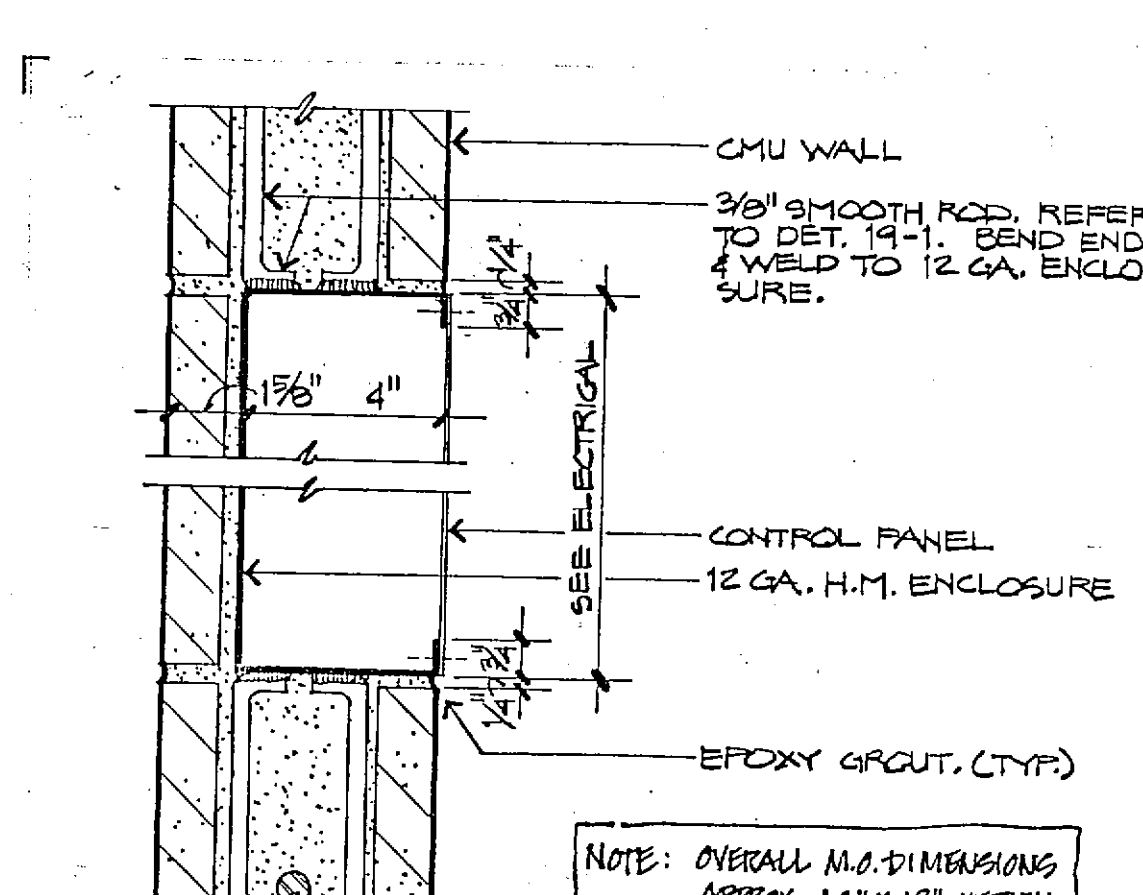 CMU WALL
3/8" SMOOTH ROD. REFER
TO DET. 19-1. BEND END
& WELD TO 12 GA. ENCLO
SURE.
1/4"
3/4"
1 5/8" 4"
SEE ELECTRICAL
CONTROL PANEL
12 GA. H.M. ENCLOSURE
3/4"
1/4"
EPOXY GROUT. (TYP.)
NOTE: OVERALL M.O. DIMENSIONS